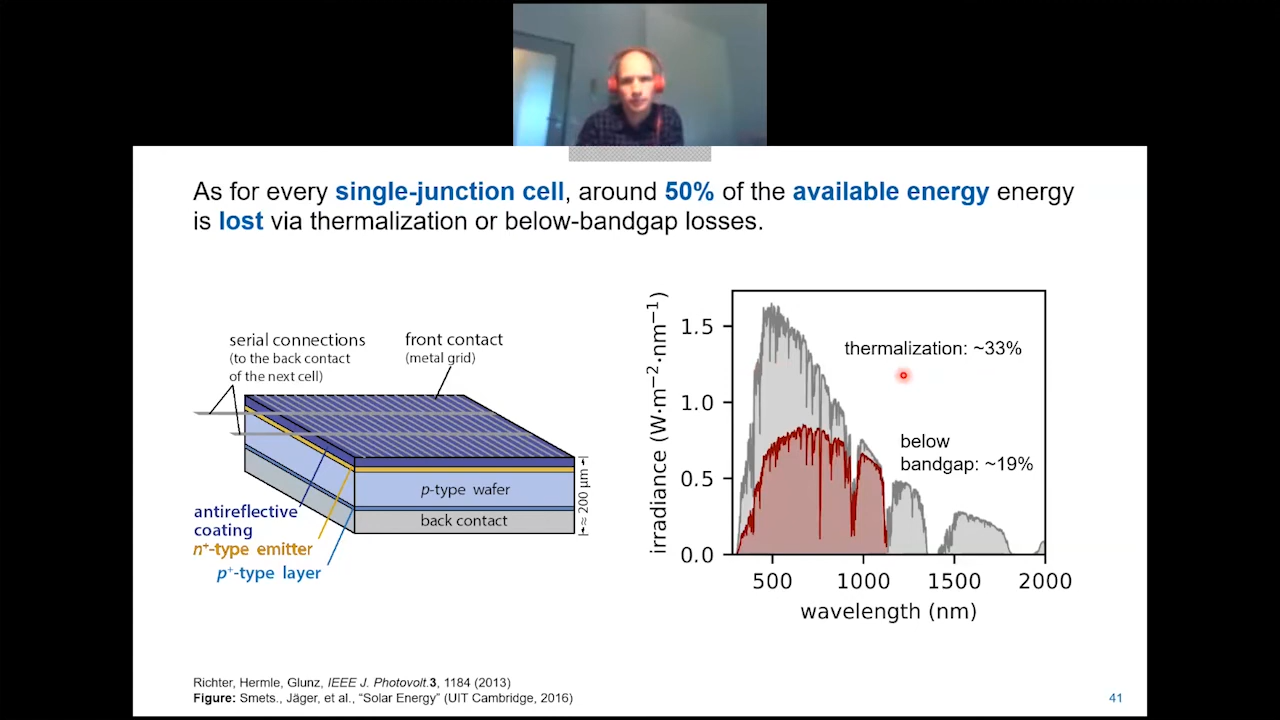 As for every single-junction cell, around 50% of the available energy energy
is lost via thermalization or below-bandgap losses.
serial connections
(to the back contact
of the next cell)
front contact
(metal grid)
p-type wafer
back contact
≈ 200 µm
antireflective
coating
n⁺-type emitter
p⁺-type layer
irradiance (W·m⁻²·nm⁻¹)
1.5
1.0
0.5
0.0
thermalization: ~33%
below
bandgap: ~19%
500 1000 1500 2000
wavelength (nm)
Richter, Hermle, Glunz, IEEE J. Photovolt.3, 1184 (2013)
Figure: Smets., Jäger, et al., “Solar Energy” (UIT Cambridge, 2016)
41